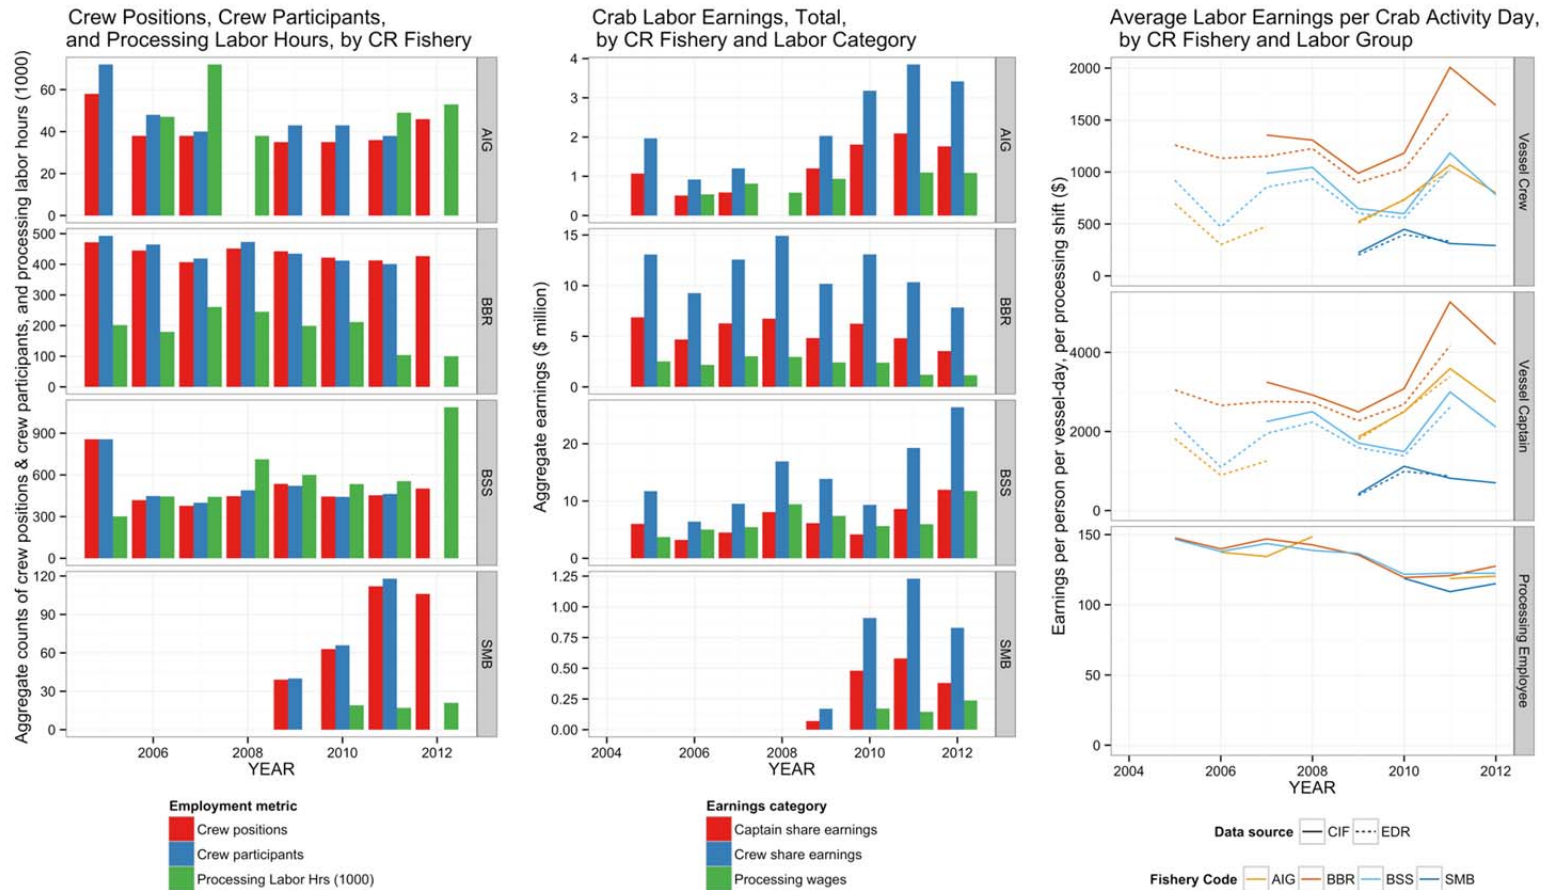 Crew Positions, Crew Participants,
and Processing Labor Hours, by CR Fishery
Aggregate counts of crew positions & crew participants, and processing labor hours (1000)
60
40
20
0
AIG
500
400
300
200
100
0
BBR
900
600
300
0
BSS
120
90
60
30
0
SMB
2006
2008
2010
2012
YEAR
Employment metric
Crew positions
Crew participants
Processing Labor Hrs (1000)
Crab Labor Earnings, Total,
by CR Fishery and Labor Category
Aggregate earnings ($ million)
4
3
2
1
0
AIG
15
10
5
0
BBR
20
10
0
BSS
1.25
1.00
0.75
0.50
0.25
0.00
SMB
2004
2006
2008
2010
2012
YEAR
Earnings category
Captain share earnings
Crew share earnings
Processing wages
Average Labor Earnings per Crab Activity Day,
by CR Fishery and Labor Group
Earnings per person per vessel-day, per processing shift ($)
2000
1500
1000
500
0
Vessel Crew
4000
2000
0
Vessel Captain
150
100
50
0
Processing Employee
2004
2006
2008
2010
2012
YEAR
Data source CIF EDR
Fishery Code AIG BBR BSS SMB